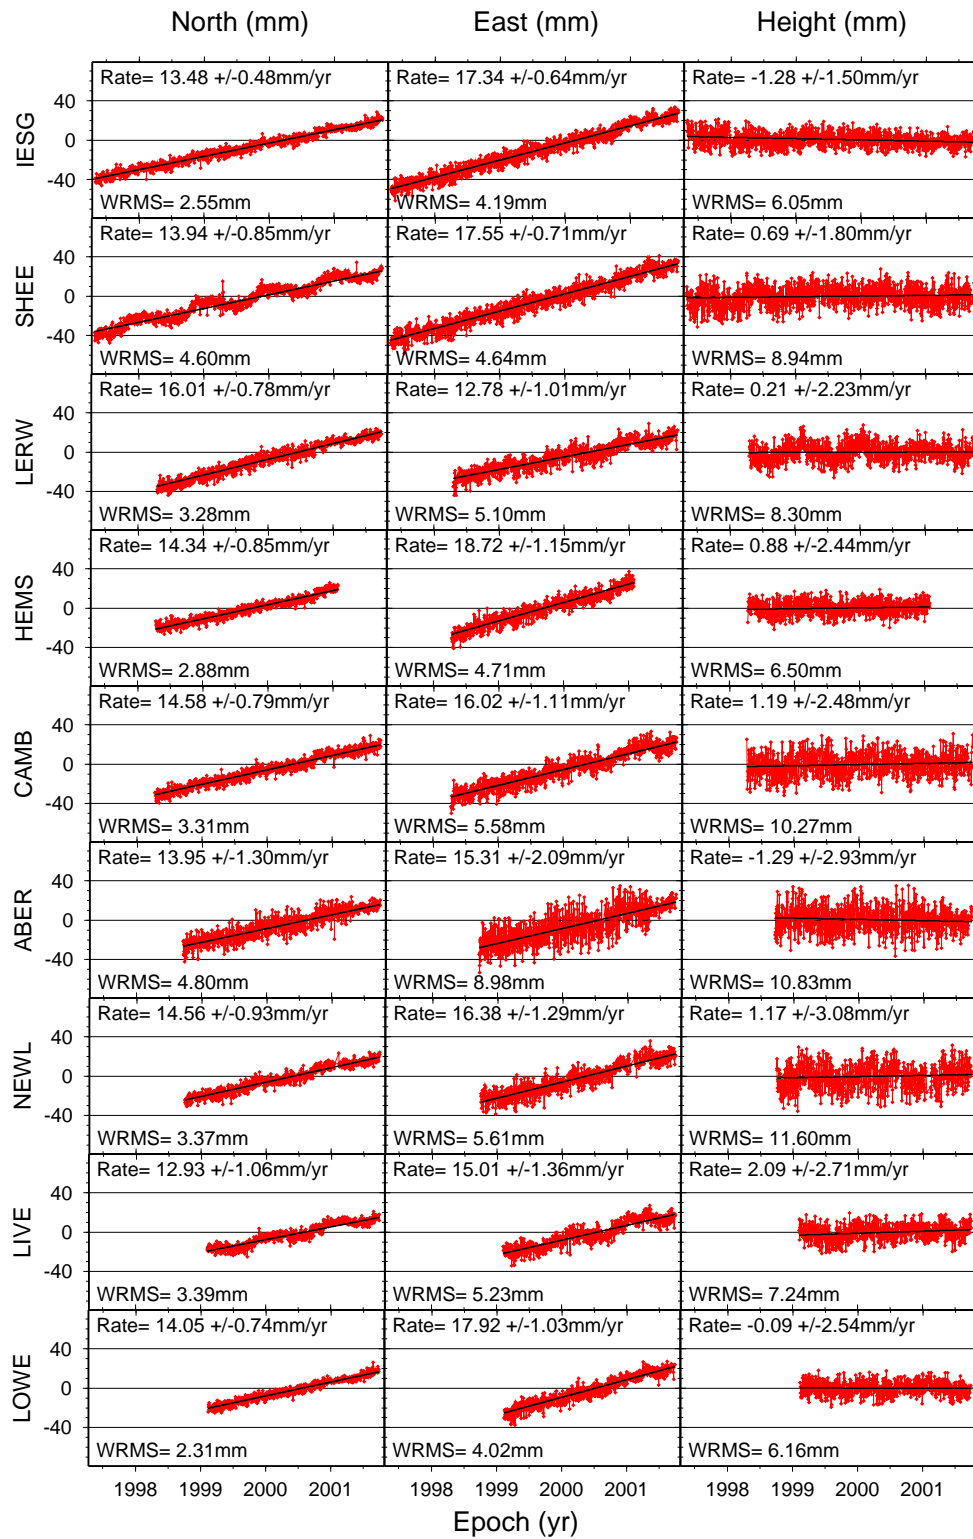 North (mm) East (mm) Height (mm)
Rate= 13.48 +/-0.48mm/yr Rate= 17.34 +/-0.64mm/yr Rate= -1.28 +/-1.50mm/yr
40
0
-40
IESG
WRMS= 2.55mm WRMS= 4.19mm WRMS= 6.05mm
Rate= 13.94 +/-0.85mm/yr Rate= 17.55 +/-0.71mm/yr Rate= 0.69 +/-1.80mm/yr
40
0
-40
SHEE
WRMS= 4.60mm WRMS= 4.64mm WRMS= 8.94mm
Rate= 16.01 +/-0.78mm/yr Rate= 12.78 +/-1.01mm/yr Rate= 0.21 +/-2.23mm/yr
40
0
-40
LERW
WRMS= 3.28mm WRMS= 5.10mm WRMS= 8.30mm
Rate= 14.34 +/-0.85mm/yr Rate= 18.72 +/-1.15mm/yr Rate= 0.88 +/-2.44mm/yr
40
0
-40
HEMS
WRMS= 2.88mm WRMS= 4.71mm WRMS= 6.50mm
Rate= 14.58 +/-0.79mm/yr Rate= 16.02 +/-1.11mm/yr Rate= 1.19 +/-2.48mm/yr
40
0
-40
CAMB
WRMS= 3.31mm WRMS= 5.58mm WRMS= 10.27mm
Rate= 13.95 +/-1.30mm/yr Rate= 15.31 +/-2.09mm/yr Rate= -1.29 +/-2.93mm/yr
40
0
-40
ABER
WRMS= 4.80mm WRMS= 8.98mm WRMS= 10.83mm
Rate= 14.56 +/-0.93mm/yr Rate= 16.38 +/-1.29mm/yr Rate= 1.17 +/-3.08mm/yr
40
0
-40
NEWL
WRMS= 3.37mm WRMS= 5.61mm WRMS= 11.60mm
Rate= 12.93 +/-1.06mm/yr Rate= 15.01 +/-1.36mm/yr Rate= 2.09 +/-2.71mm/yr
40
0
-40
LIVE
WRMS= 3.39mm WRMS= 5.23mm WRMS= 7.24mm
Rate= 14.05 +/-0.74mm/yr Rate= 17.92 +/-1.03mm/yr Rate= -0.09 +/-2.54mm/yr
40
0
-40
LOWE
WRMS= 2.31mm WRMS= 4.02mm WRMS= 6.16mm
1998 1999 2000 2001 1998 1999 2000 2001 1998 1999 2000 2001
Epoch (yr)